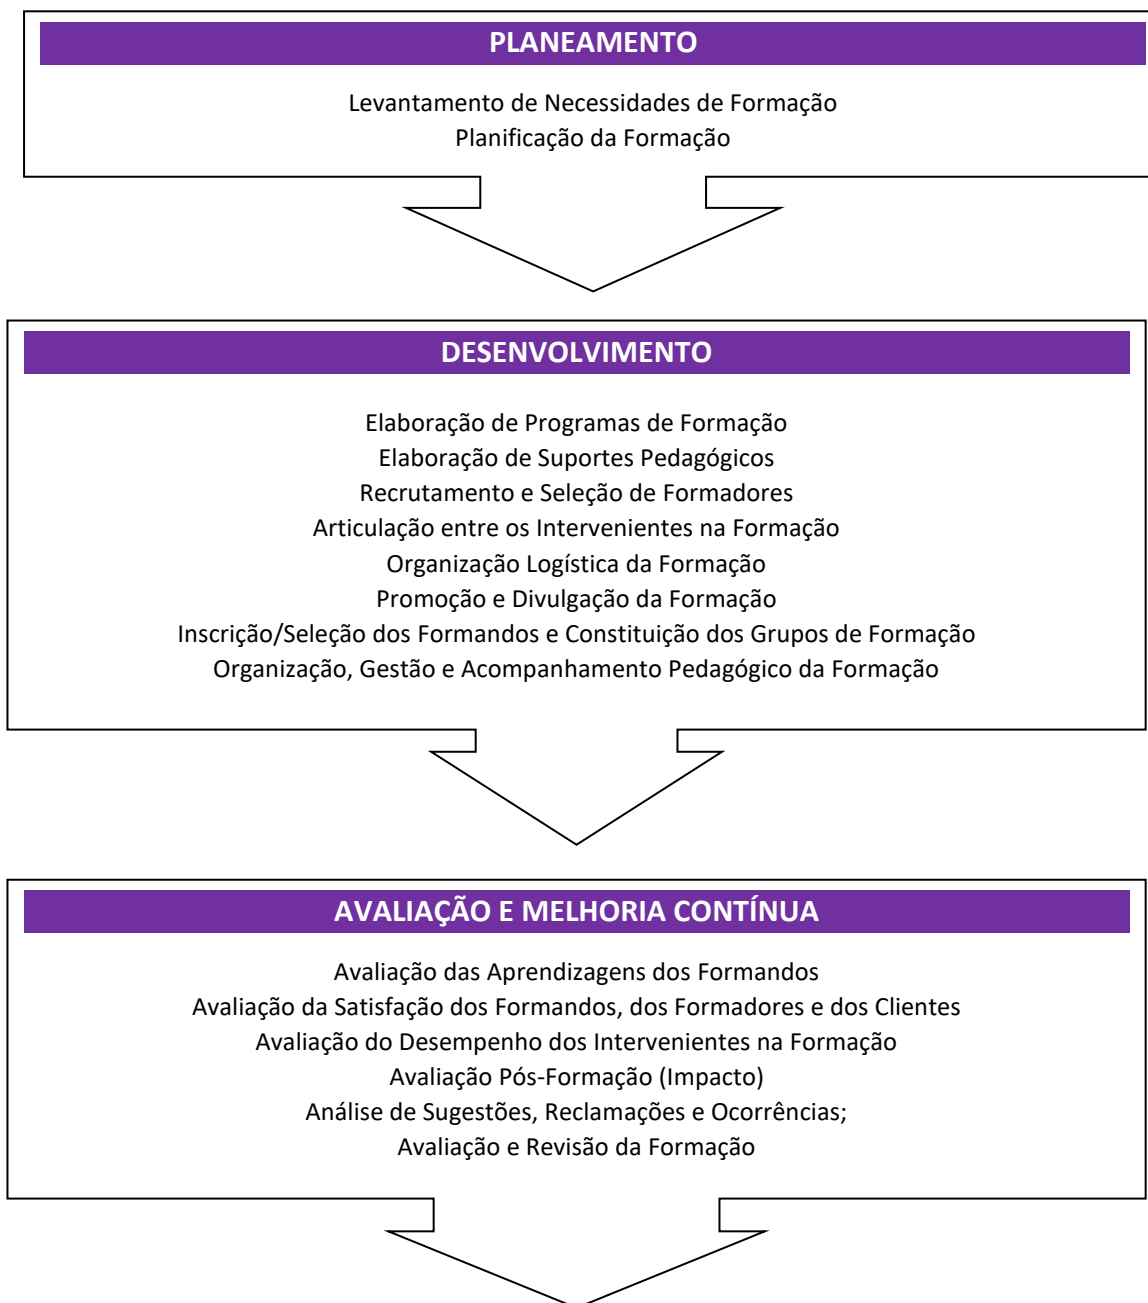 PLANEAMENTO
Levantamento de Necessidades de Formação
Planificação da Formação
DESENVOLVIMENTO
Elaboração de Programas de Formação
Elaboração de Suportes Pedagógicos
Recrutamento e Seleção de Formadores
Articulação entre os Intervenientes na Formação
Organização Logística da Formação
Promoção e Divulgação da Formação
Inscrição/Seleção dos Formandos e Constituição dos Grupos de Formação
Organização, Gestão e Acompanhamento Pedagógico da Formação
AVALIAÇÃO E MELHORIA CONTÍNUA
Avaliação das Aprendizagens dos Formandos
Avaliação da Satisfação dos Formandos, dos Formadores e dos Clientes
Avaliação do Desempenho dos Intervenientes na Formação
Avaliação Pós-Formação (Impacto)
Análise de Sugestões, Reclamações e Ocorrências;
Avaliação e Revisão da Formação